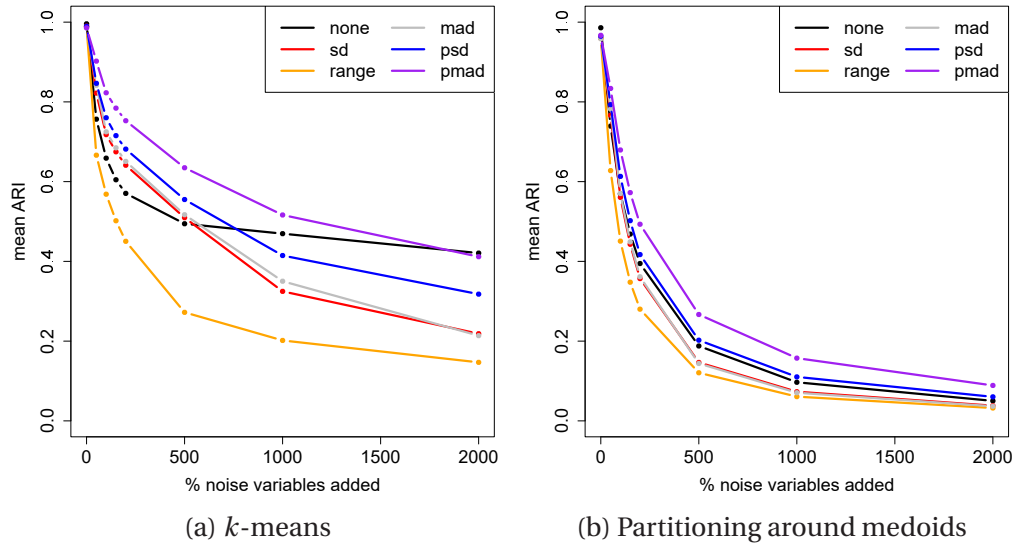 none mad
sd psd
range pmad
mean ARI
0.0 0.2 0.4 0.6 0.8 1.0
0 500 1000 1500 2000
% noise variables added
(a) k-means
none mad
sd psd
range pmad
mean ARI
0.0 0.2 0.4 0.6 0.8 1.0
0 500 1000 1500 2000
% noise variables added
(b) Partitioning around medoids